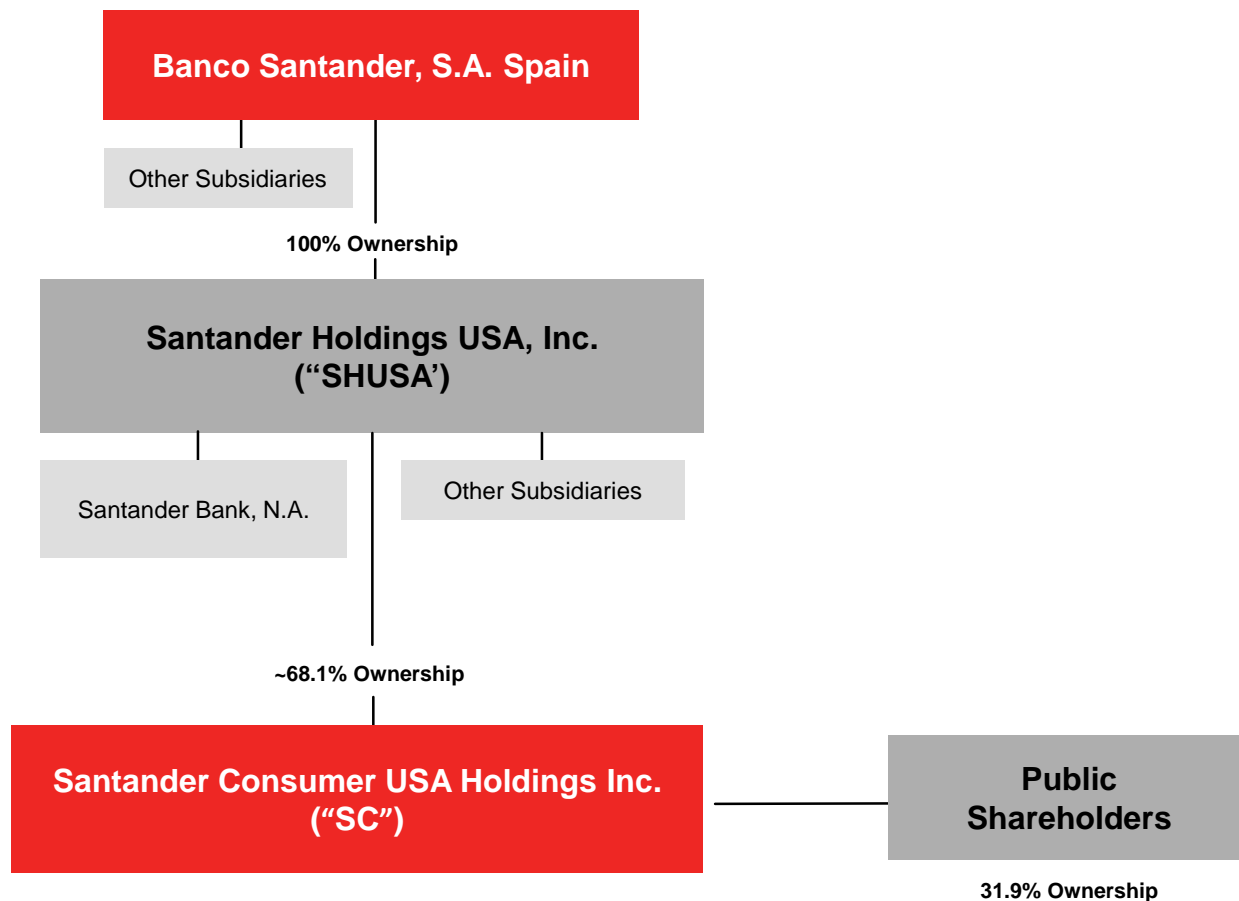 Banco Santander, S.A. Spain
Other Subsidiaries
100% Ownership
Santander Holdings USA, Inc.
(“SHUSA’)
Santander Bank, N.A.
Other Subsidiaries
~68.1% Ownership
Santander Consumer USA Holdings Inc.
(“SC”)
Public
Shareholders
31.9% Ownership